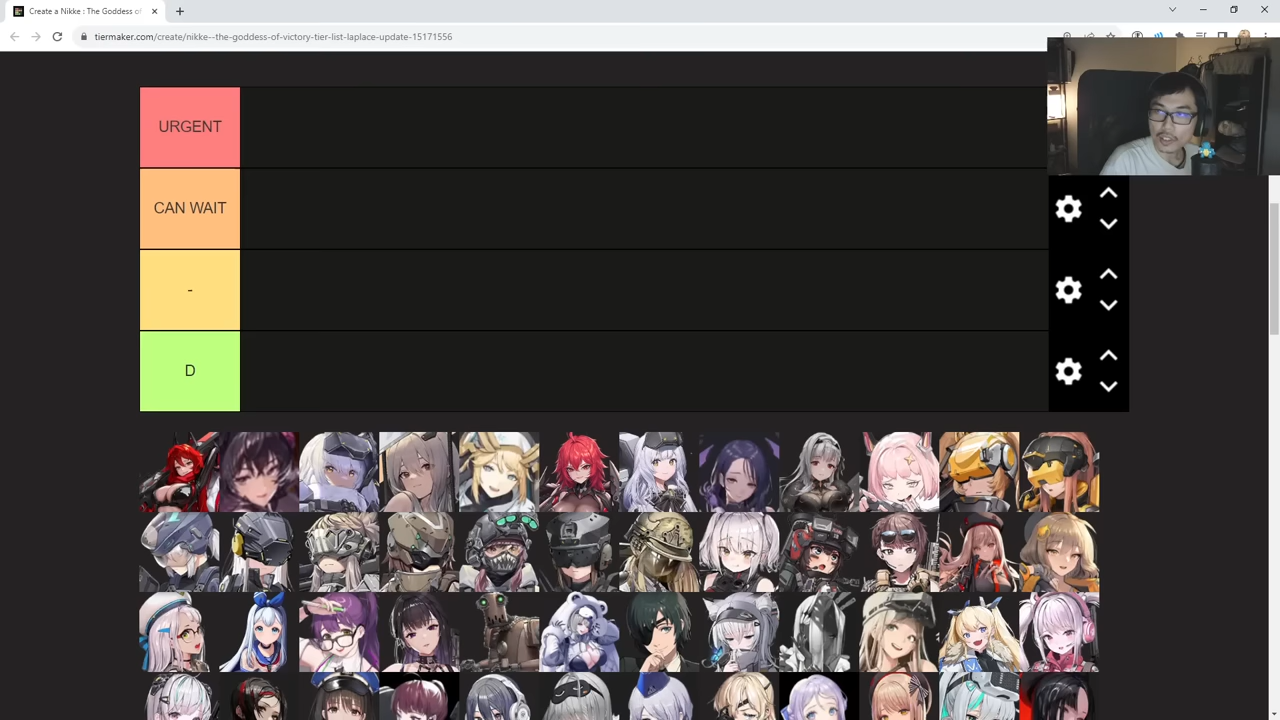 Create a Nikke : The Goddess of
tiermaker.com/create/nikke--the-goddess-of-victory-tier-list-laplace-update-15171556
URGENT
CAN WAIT
-
D